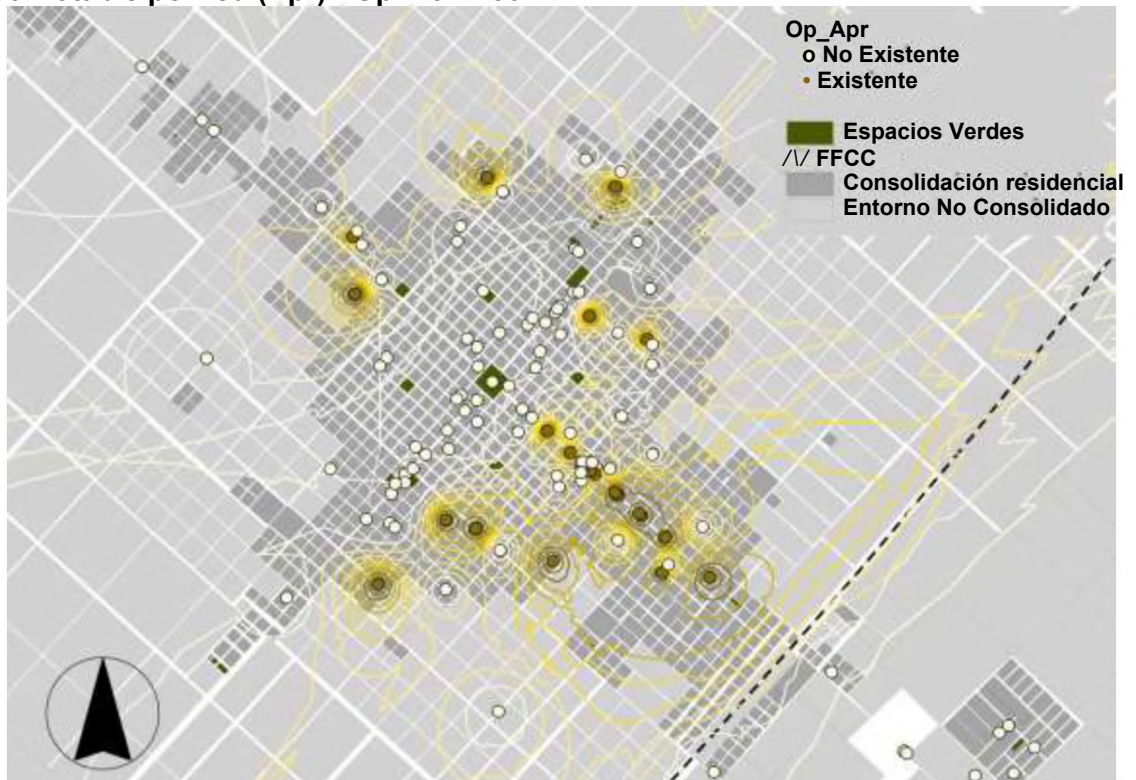 Op_Apr
o No Existente
• Existente
Espacios Verdes
/\/ FFCC
Consolidación residencial
Entorno No Consolidado